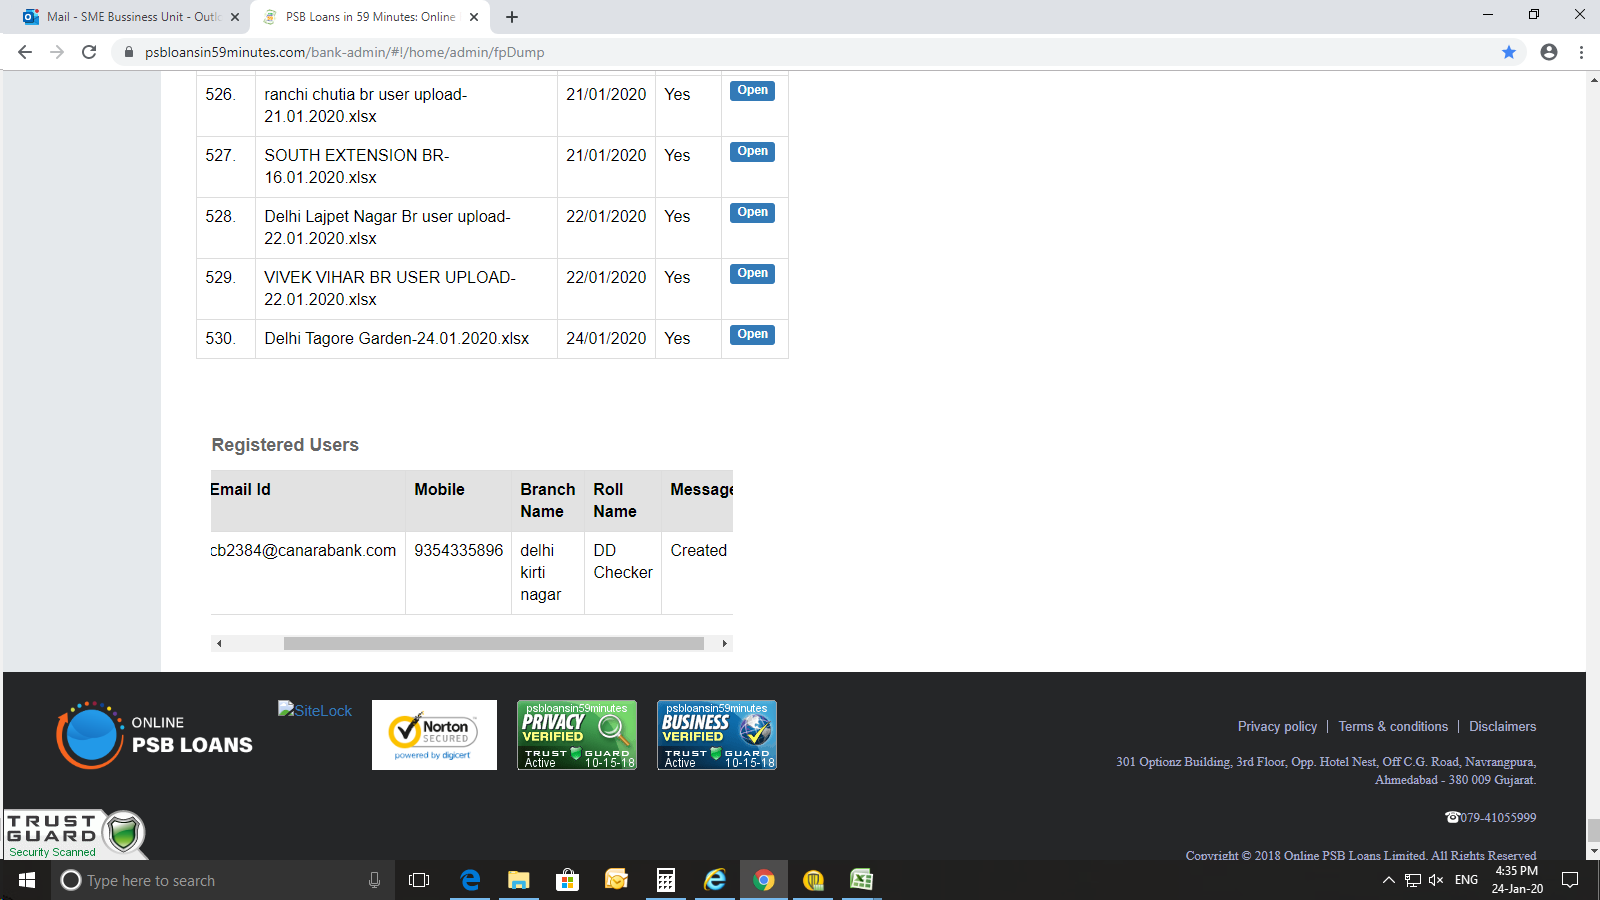 Mail - SME Bussiness Unit - Outlo
PSB Loans in 59 Minutes: Online
psbloansin59minutes.com/bank-admin/#!/home/admin/fpDump
526. ranchi chutia br user upload- 21/01/2020 Yes Open
21.01.2020.xlsx
527. SOUTH EXTENSION BR- 21/01/2020 Yes Open
16.01.2020.xlsx
528. Delhi Lajpet Nagar Br user upload- 22/01/2020 Yes Open
22.01.2020.xlsx
529. VIVEK VIHAR BR USER UPLOAD- 22/01/2020 Yes Open
22.01.2020.xlsx
530. Delhi Tagore Garden-24.01.2020.xlsx 24/01/2020 Yes Open
Registered Users
Email Id Mobile Branch Roll Message
Name Name
cb2384@canarabank.com 9354335896 delhi DD Created
kirti Checker
nagar
ONLINE
PSB LOANS
SiteLock
Norton
SECURED
powered by digicert
psbloansin59minutes
PRIVACY
VERIFIED
TRUST GUARD
Active 10-15-18
psbloansin59minutes
BUSINESS
VERIFIED
TRUST GUARD
Active 10-15-18
Privacy policy | Terms & conditions | Disclaimers
301 Optionz Building, 3rd Floor, Opp. Hotel Nest, Off C.G. Road, Navrangpura,
Ahmedabad - 380 009 Gujarat.
☎079-41055999
Copyright © 2018 Online PSB Loans Limited. All Rights Reserved
TRUST
GUARD
Security Scanned
Type here to search
ENG
4:35 PM
24-Jan-20